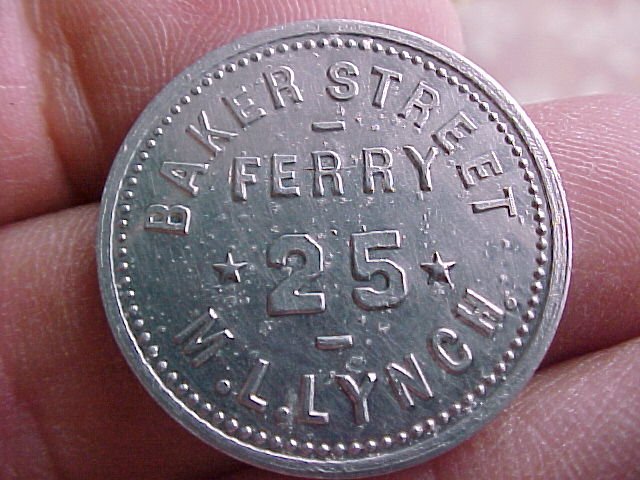 BAKER STREET
FERRY
25
M.L.LYNCH.